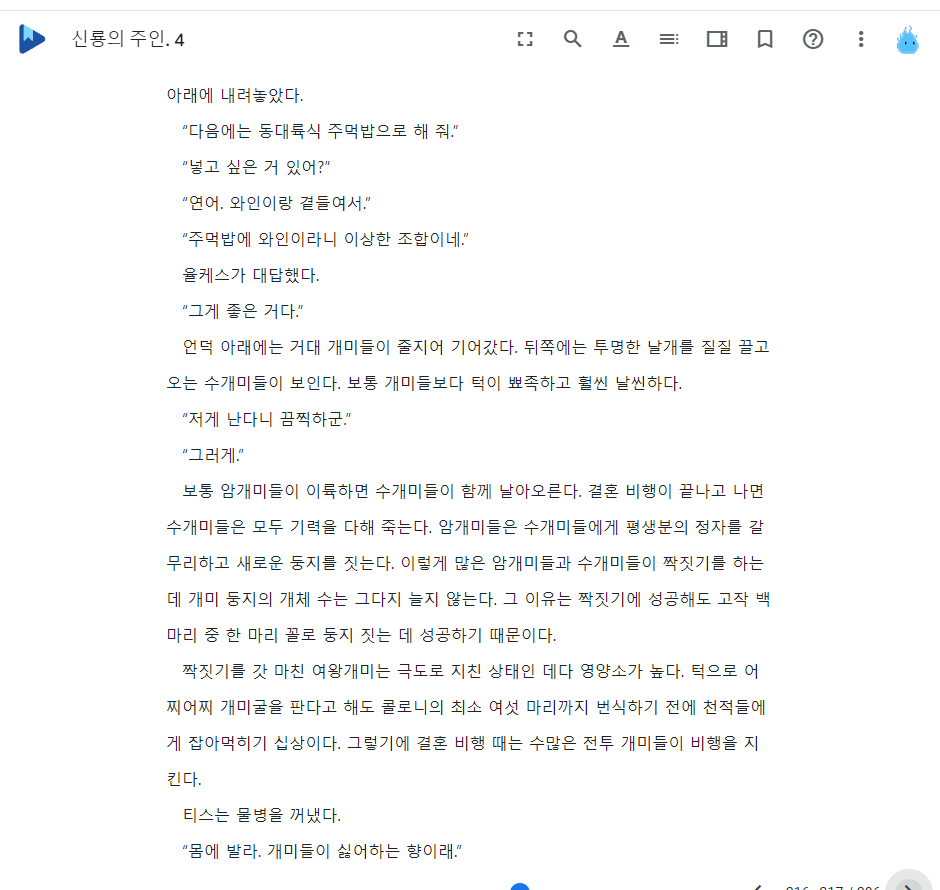 신룡의 주인. 4
아래에 내려놓았다.
“다음에는 동대륙식 주먹밥으로 해 줘.”
“넣고 싶은 거 있어?”
“연어. 와인이랑 곁들여서.”
“주먹밥에 와인이라니 이상한 조합이네.”
율케스가 대답했다.
“그게 좋은 거다.”
언덕 아래에는 거대 개미들이 줄지어 기어갔다. 뒤쪽에는 투명한 날개를 질질 끌고
오는 수개미들이 보인다. 보통 개미들보다 턱이 뾰족하고 훨씬 날씬하다.
“저게 난다니 끔찍하군.”
“그러게.”
보통 암개미들이 이륙하면 수개미들이 함께 날아오른다. 결혼 비행이 끝나고 나면
수개미들은 모두 기력을 다해 죽는다. 암개미들은 수개미들에게 평생분의 정자를 갈
무리하고 새로운 둥지를 짓는다. 이렇게 많은 암개미들과 수개미들이 짝짓기를 하는
데 개미 둥지의 개체 수는 그다지 늘지 않는다. 그 이유는 짝짓기에 성공해도 고작 백
마리 중 한 마리 꼴로 둥지 짓는 데 성공하기 때문이다.
짝짓기를 갓 마친 여왕개미는 극도로 지친 상태인 데다 영양소가 높다. 턱으로 어
찌어찌 개미굴을 판다고 해도 콜로니의 최소 여섯 마리까지 번식하기 전에 천적들에
게 잡아먹히기 십상이다. 그렇기에 결혼 비행 때는 수많은 전투 개미들이 비행을 지
킨다.
티스는 물병을 꺼냈다.
“몸에 발라. 개미들이 싫어하는 향이래.”